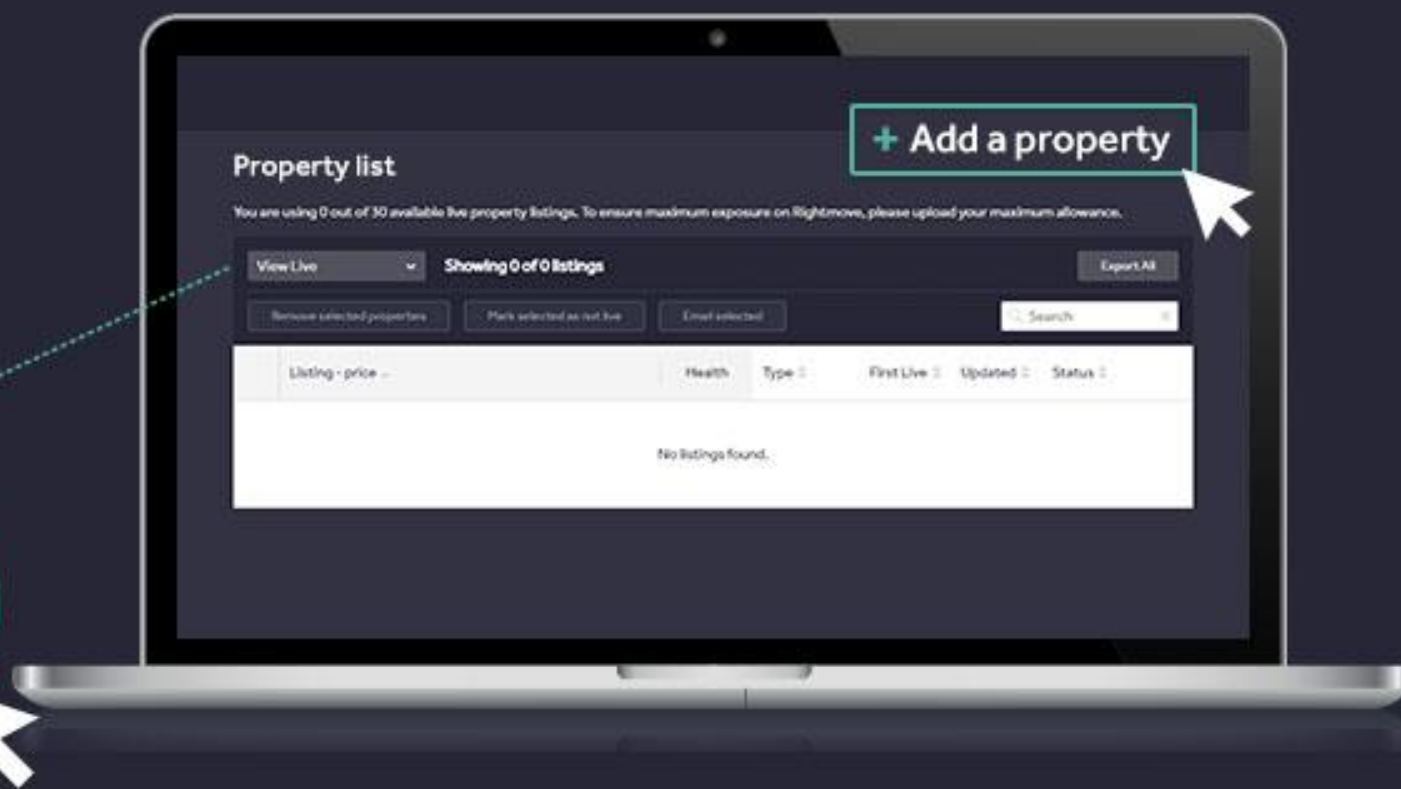 + Add a property
Property list
You are using 0 out of 30 available live property listings. To ensure maximum exposure on Rightmove, please upload your maximum allowance.
View Live
Showing 0 of 0 listings
Export All
Remove selected properties
Mark selected as not live
Email selected
Search
Listing - price
Health
Type
First Live
Updated
Status
No listings found.